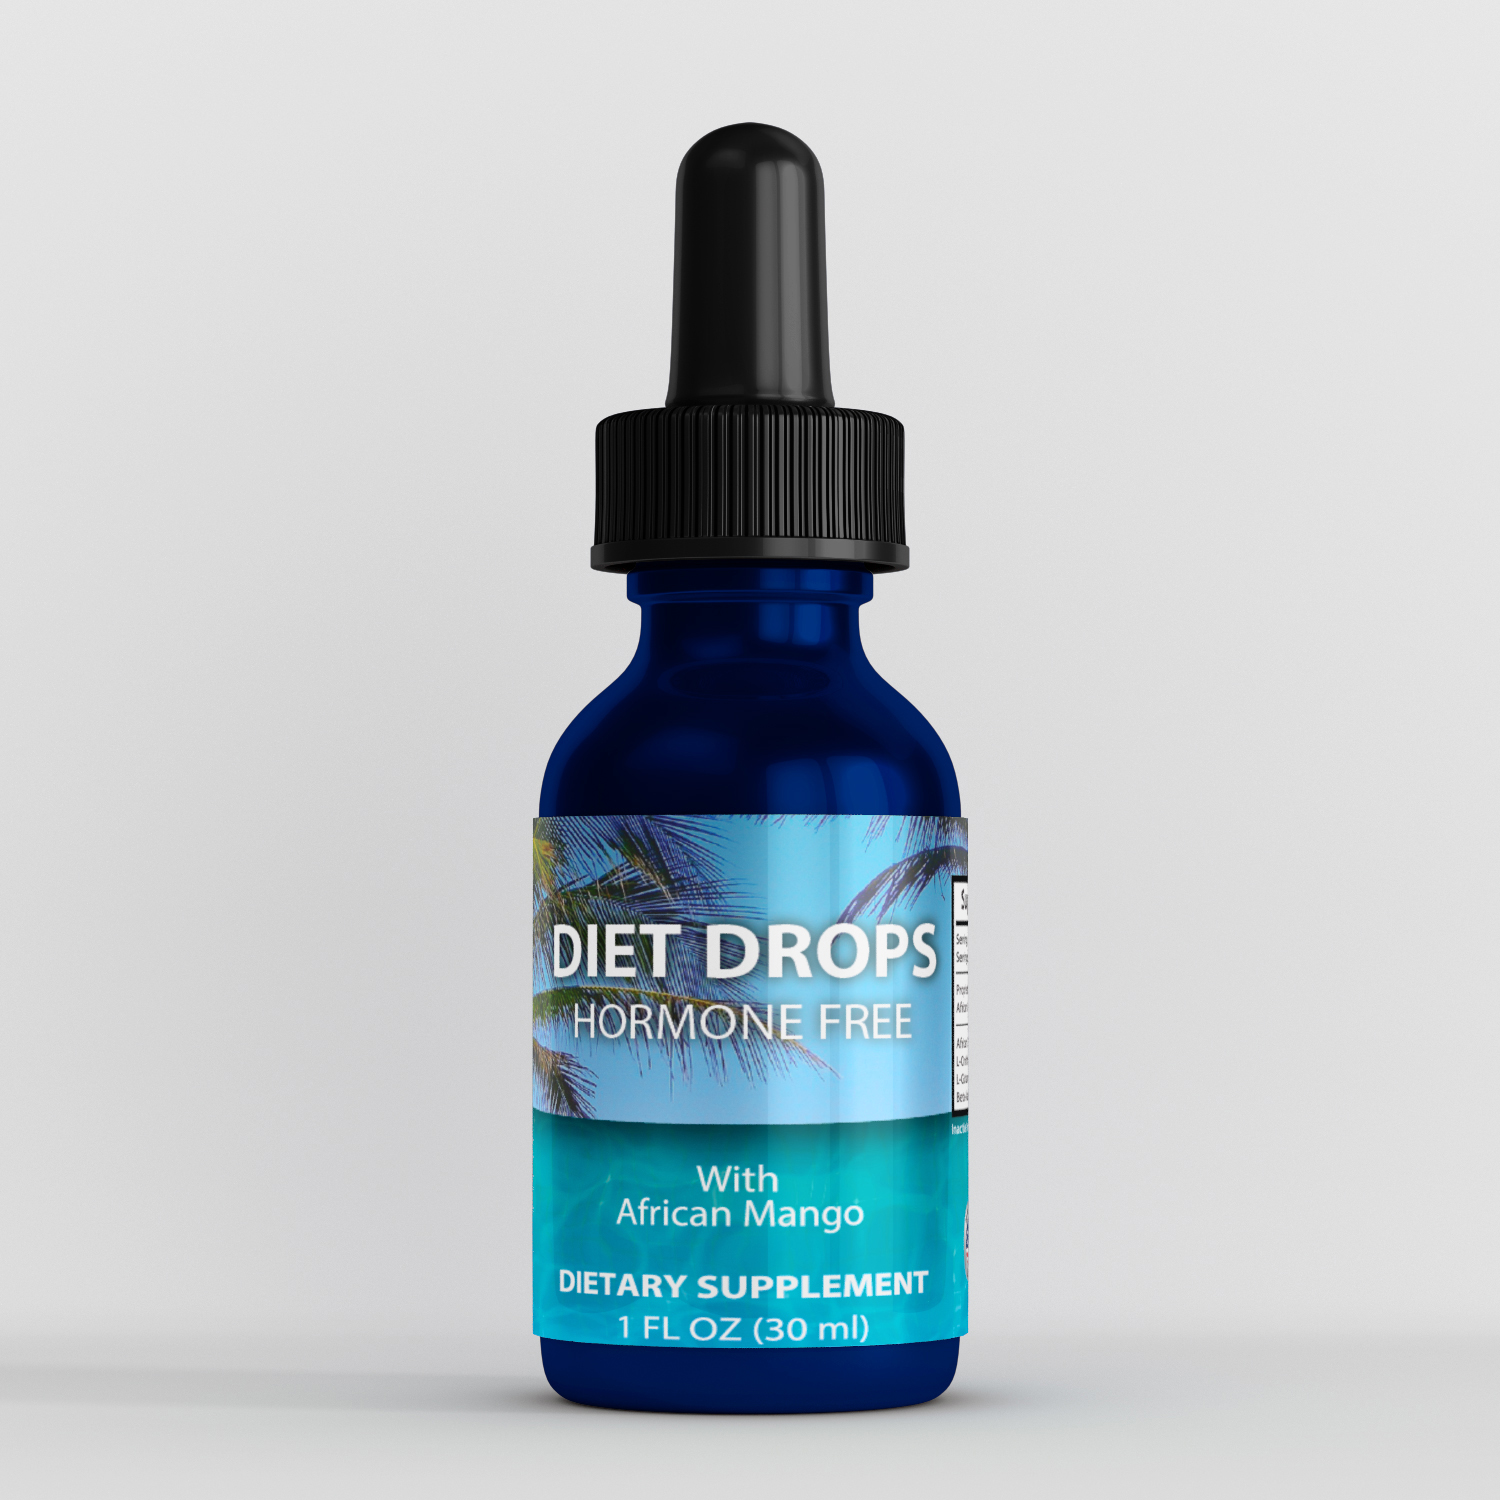 DIET DROPS
HORMONE FREE
With
African Mango
DIETARY SUPPLEMENT
1 FL OZ (30 ml)